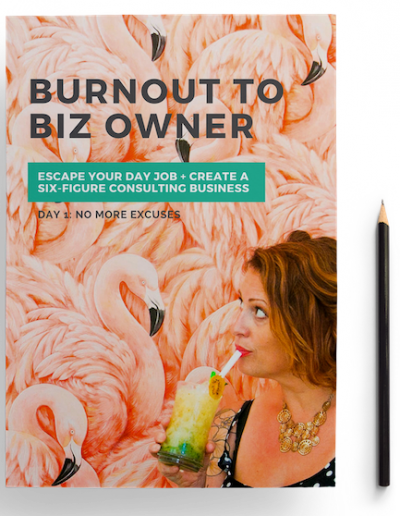 BURNOUT TO
BIZ OWNER
ESCAPE YOUR DAY JOB + CREATE A
SIX-FIGURE CONSULTING BUSINESS
DAY 1: NO MORE EXCUSES